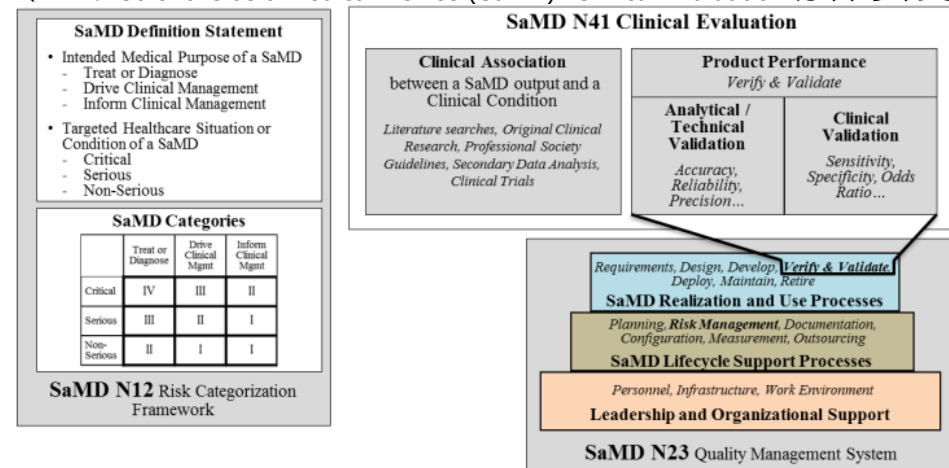 SaMD Definition Statement
• Intended Medical Purpose of a SaMD
- Treat or Diagnose
- Drive Clinical Management
- Inform Clinical Management
• Targeted Healthcare Situation or
Condition of a SaMD
- Critical
- Serious
- Non-Serious
SaMD Categories
Treat or Diagnose
Drive Clinical Mgmt
Inform Clinical Mgmt
Critical IV III II
Serious III II I
Non-Serious II I I
SaMD N12 Risk Categorization
Framework
SaMD N41 Clinical Evaluation
Clinical Association
between a SaMD output and a
Clinical Condition
Literature searches, Original Clinical
Research, Professional Society
Guidelines, Secondary Data Analysis,
Clinical Trials
Product Performance
Verify & Validate
Analytical /
Technical
Validation
Accuracy,
Reliability,
Precision…
Clinical
Validation
Sensitivity,
Specificity, Odds
Ratio…
Requirements, Design, Develop, Verify & Validate,
Deploy, Maintain, Retire
SaMD Realization and Use Processes
Planning, Risk Management, Documentation,
Configuration, Measurement, Outsourcing
SaMD Lifecycle Support Processes
Personnel, Infrastructure, Work Environment
Leadership and Organizational Support
SaMD N23 Quality Management System